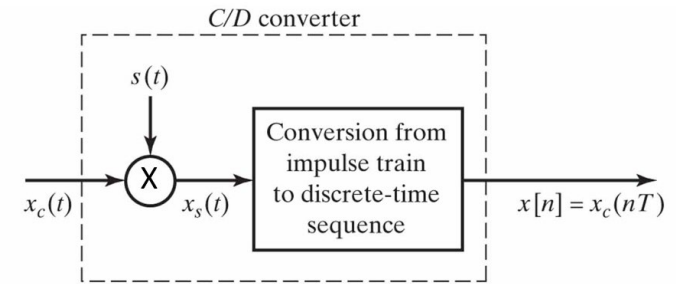 C/D converter
s(t)
X
Conversion from
impulse train
to discrete-time
sequence
x_c(t)
x_s(t)
x[n] = x_c(nT)